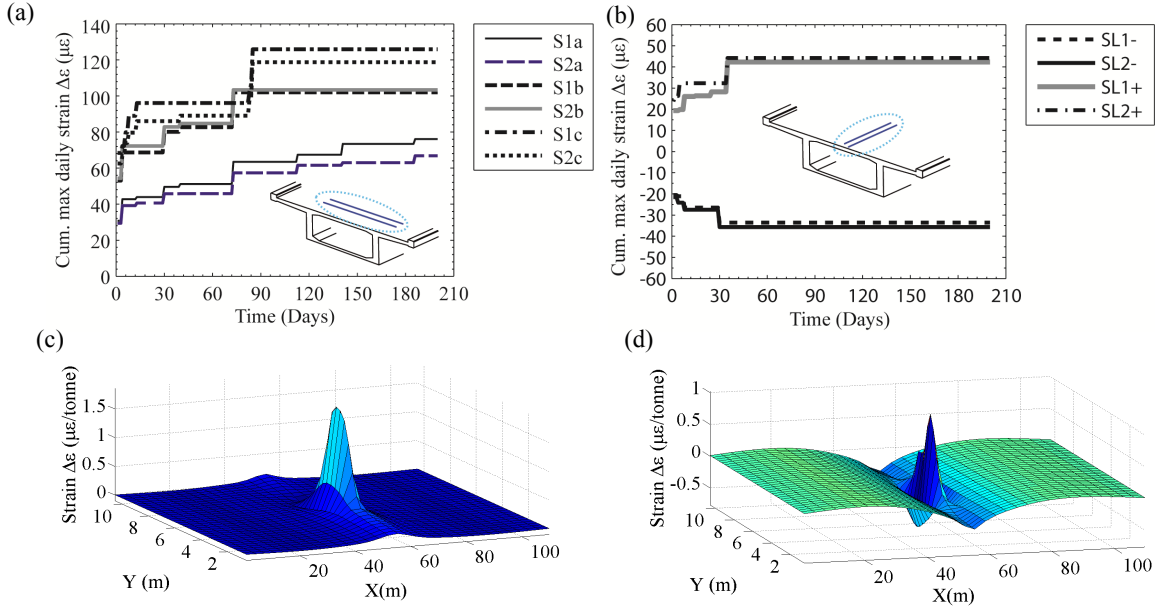 (a)
Cum. max daily strain Δε (με)
140
120
100
80
60
40
20
0
0 30 60 90 120 150 180 210
Time (Days)
S1a
S2a
S1b
S2b
S1c
S2c
(b)
Cum. max daily strain Δε (με)
60
50
40
30
20
10
0
-10
-20
-30
-40
-50
-60
0 30 60 90 120 150 180 210
Time (Days)
SL1-
SL2-
SL1+
SL2+
(c)
Strain Δε (με/tonne)
1.5
1
0.5
0
10
8
6
4
2
Y (m)
20 40 60 80 100
X(m)
(d)
Strain Δε (με/tonne)
1
0.5
0
-0.5
10
8
6
4
2
Y (m)
20 40 60 80 100
X(m)